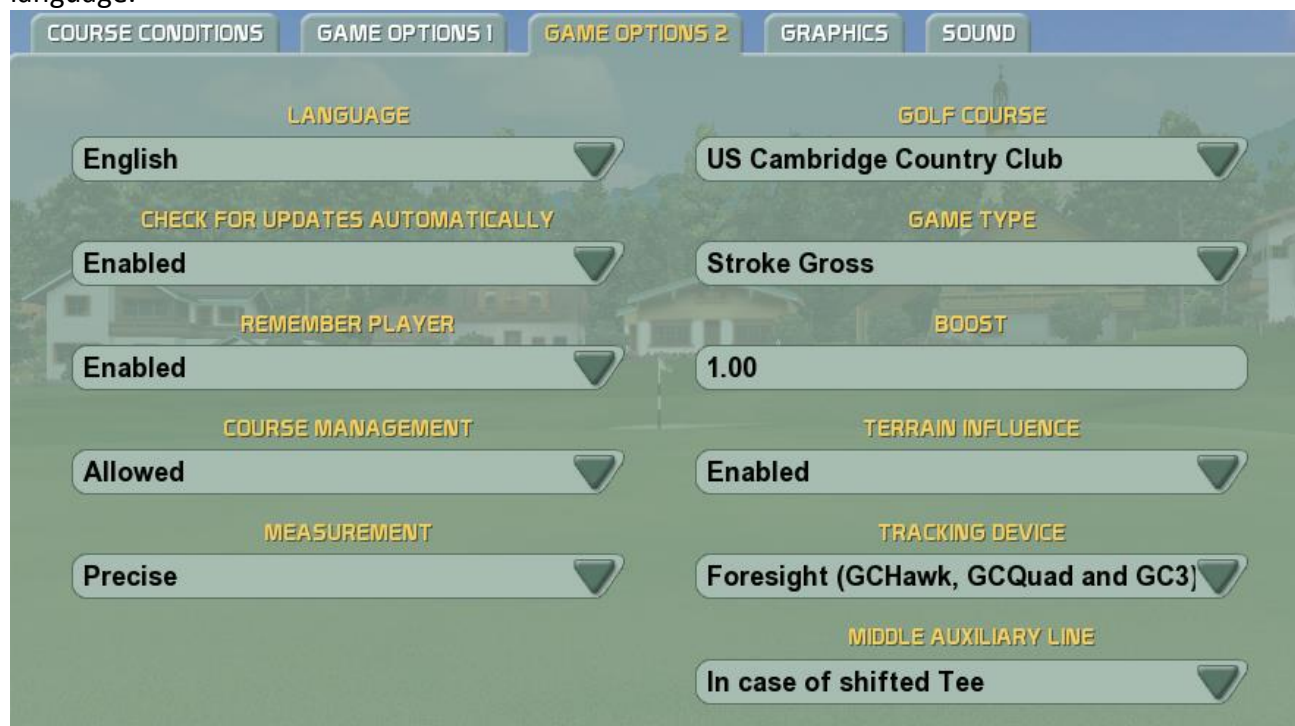 language.
COURSE CONDITIONS
GAME OPTIONS 1
GAME OPTIONS 2
GRAPHICS
SOUND
LANGUAGE
English
CHECK FOR UPDATES AUTOMATICALLY
Enabled
REMEMBER PLAYER
Enabled
COURSE MANAGEMENT
Allowed
MEASUREMENT
Precise
GOLF COURSE
US Cambridge Country Club
GAME TYPE
Stroke Gross
BOOST
1.00
TERRAIN INFLUENCE
Enabled
TRACKING DEVICE
Foresight (GCHawk, GCQuad and GC3)
MIDDLE AUXILIARY LINE
In case of shifted Tee